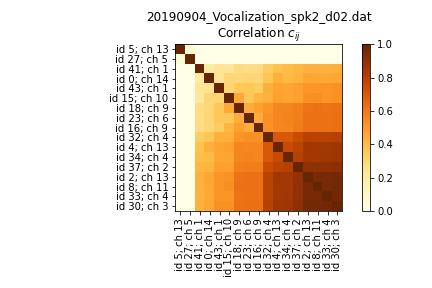 20190904_Vocalization_spk2_d02.dat
Correlation c_ij
id 5; ch 13
id 27; ch 5
id 41; ch 1
id 0; ch 14
id 43; ch 1
id 15; ch 10
id 18; ch 9
id 23; ch 6
id 16; ch 9
id 32; ch 4
id 4; ch 13
id 34; ch 4
id 37; ch 2
id 2; ch 13
id 8; ch 11
id 33; ch 4
id 30; ch 3
1.0
0.8
0.6
0.4
0.2
0.0
id 5; ch 13
id 27; ch 5
id 41; ch 1
id 0; ch 14
id 43; ch 1
id 15; ch 10
id 18; ch 9
id 23; ch 6
id 16; ch 9
id 32; ch 4
id 4; ch 13
id 34; ch 4
id 37; ch 2
id 2; ch 13
id 8; ch 11
id 33; ch 4
id 30; ch 3